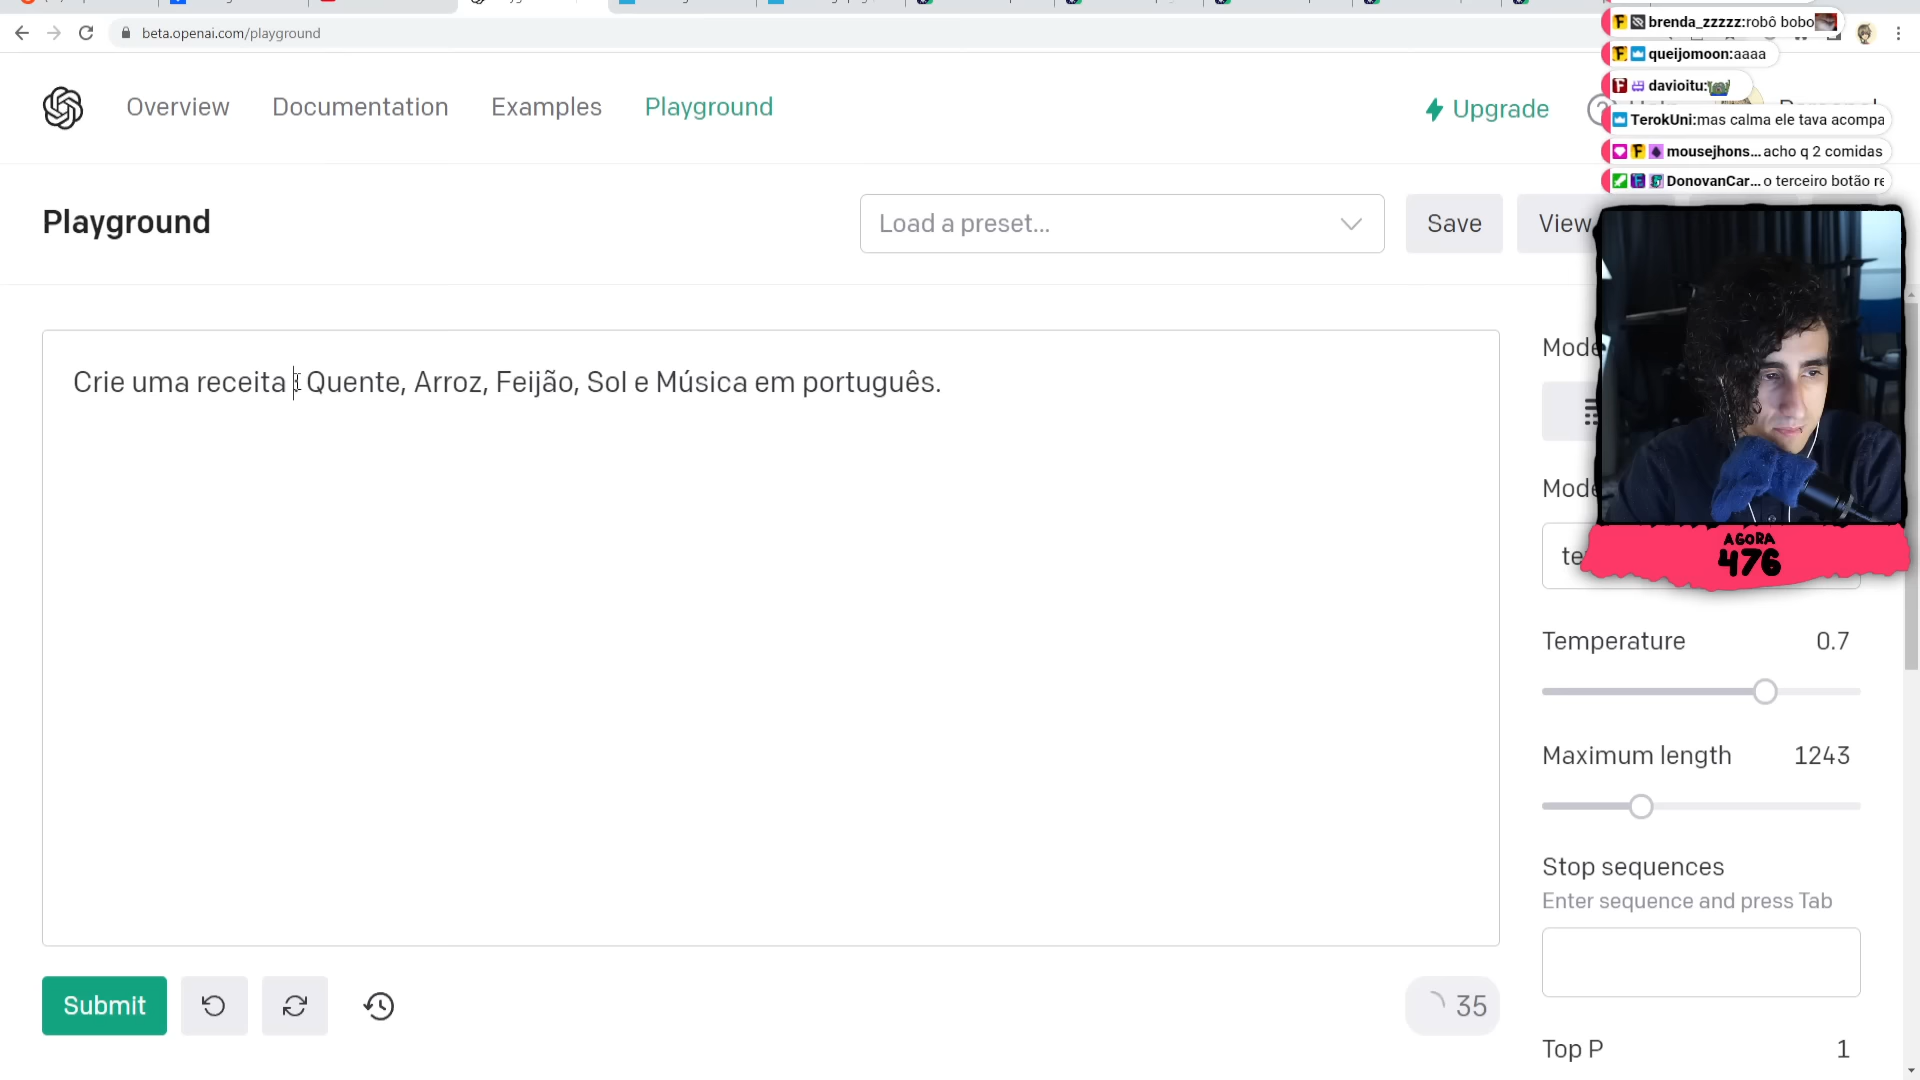 beta.openai.com/playground
brenda_zzzzz:robô bobo
queijomoon:aaaa
davioitu:
Overview Documentation Examples Playground Upgrade
TerokUni:mas calma ele tava acompa
mousejhons...acho q 2 comidas
DonovanCar...o terceiro botão re
Playground
Load a preset...
Save
View
Crie uma receita : Quente, Arroz, Feijão, Sol e Música em português.
Mode
Mode
te
AGORA
476
Temperature 0.7
Maximum length 1243
Stop sequences
Enter sequence and press Tab
Submit
35
Top P 1